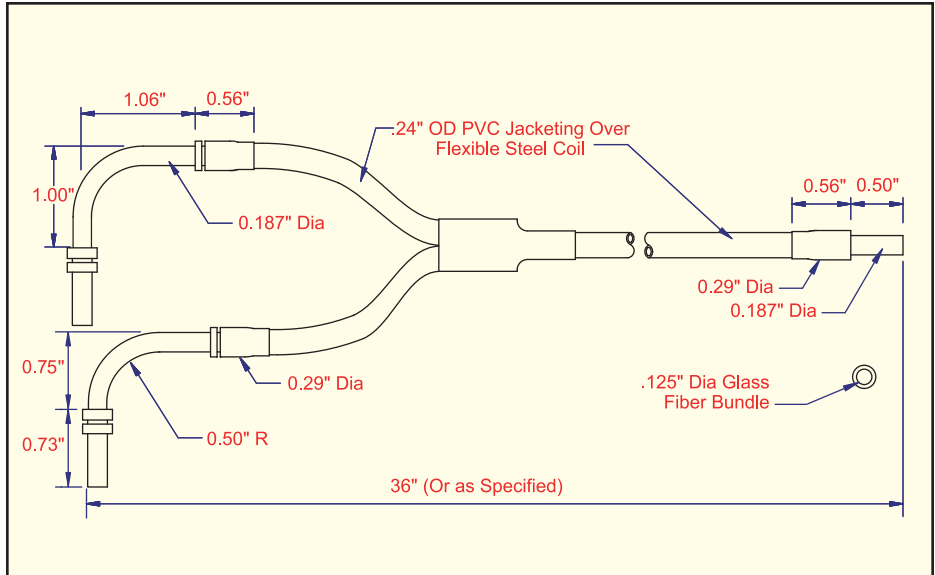 1.06"
0.56"
.24" OD PVC Jacketing Over
Flexible Steel Coil
1.00"
0.187" Dia
0.56"
0.50"
0.29" Dia
0.187" Dia
0.75"
0.29" Dia
.125" Dia Glass
Fiber Bundle
0.73"
0.50" R
36" (Or as Specified)